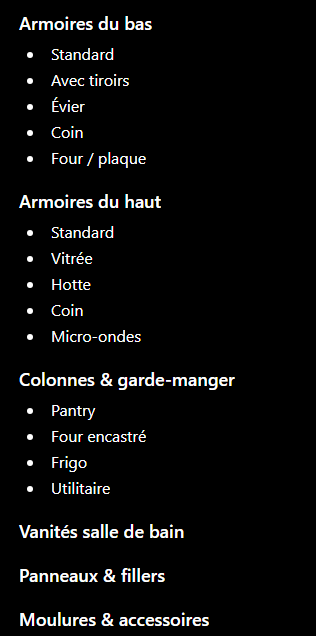 Armoires du bas
Standard
Avec tiroirs
Évier
Coin
Four / plaque
Armoires du haut
Standard
Vitrée
Hotte
Coin
Micro-ondes
Colonnes & garde-manger
Pantry
Four encastré
Frigo
Utilitaire
Vanités salle de bain
Panneaux & fillers
Moulures & accessoires